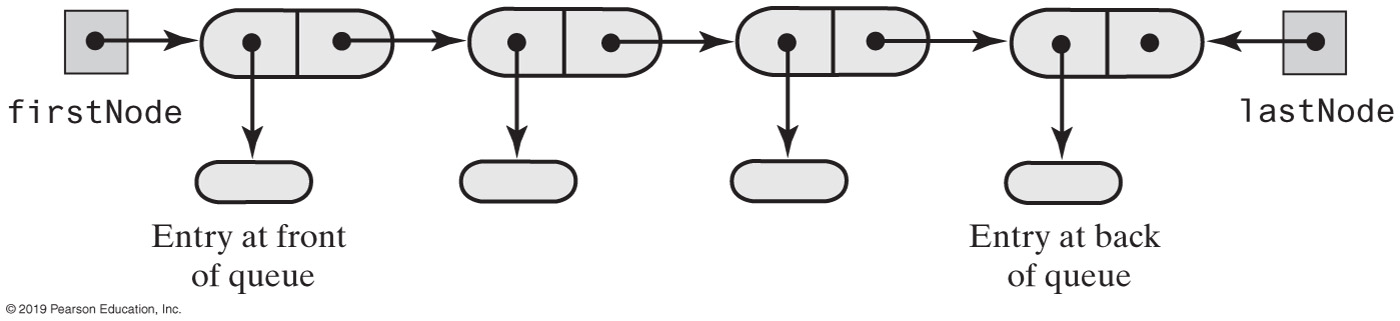 firstNode
lastNode
Entry at front
of queue
Entry at back
of queue
© 2019 Pearson Education, Inc.